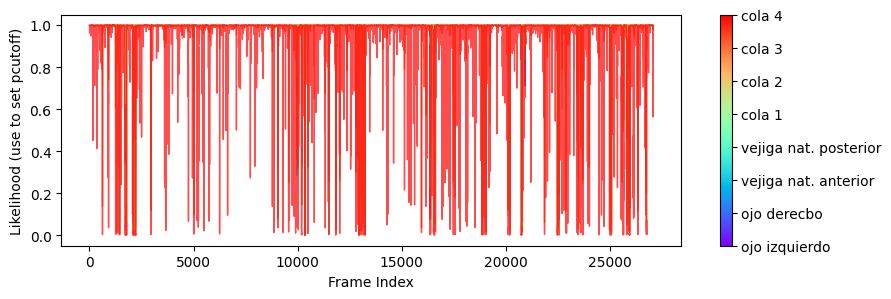 Likelihood (use to set pcutoff)
1.0
0.8
0.6
0.4
0.2
0.0
0
5000
10000
15000
20000
25000
Frame Index
cola 4
cola 3
cola 2
cola 1
vejiga nat. posterior
vejiga nat. anterior
ojo derecbo
ojo izquierdo